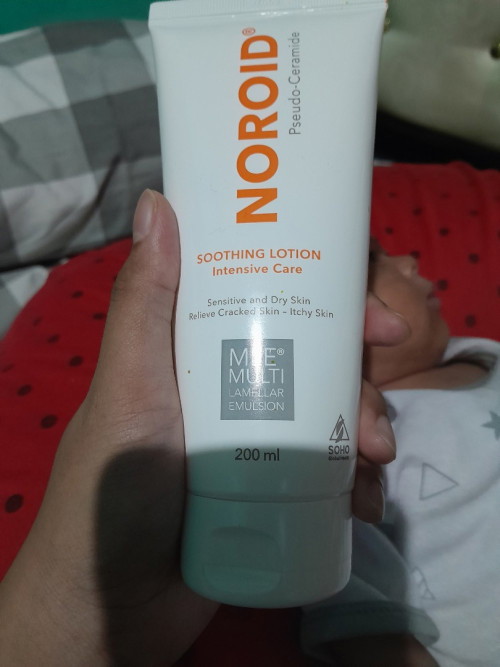 NOROID®
Pseudo-Ceramide
SOOTHING LOTION
Intensive Care
Sensitive and Dry Skin
Relieve Cracked Skin - Itchy Skin
MLE®
MULTI
LAMELLAR
EMULSION
200 ml
SOHO